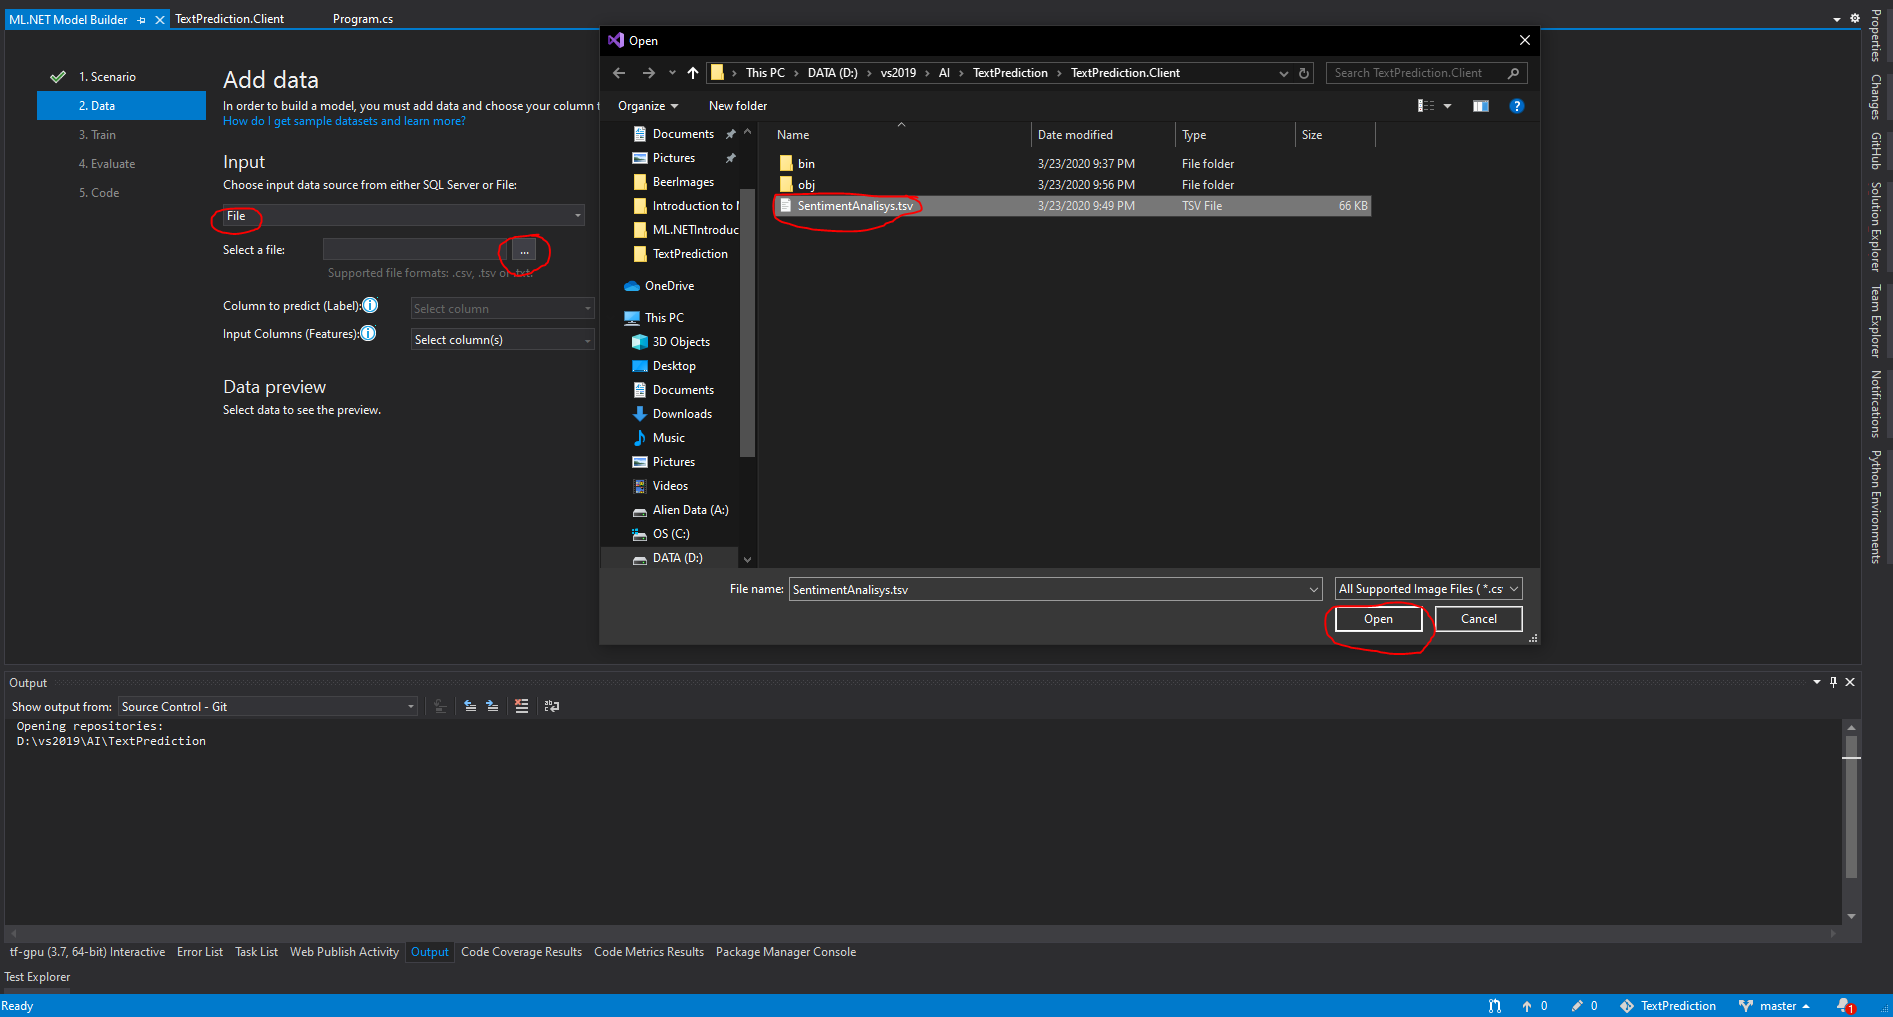 ML.NET Model Builder
TextPrediction.Client
Program.cs
1. Scenario
2. Data
3. Train
4. Evaluate
5. Code
Add data
In order to build a model, you must add data and choose your column
How do I get sample datasets and learn more?
Input
Choose input data source from either SQL Server or File:
File
Select a file:
...
Supported file formats: .csv, .tsv or .txt.
Column to predict (Label):
Select column
Input Columns (Features):
Select column(s)
Data preview
Select data to see the preview.
Open
This PC > DATA (D:) > vs2019 > AI > TextPrediction > TextPrediction.Client
Search TextPrediction.Client
Organize
New folder
Documents
Pictures
BeerImages
Introduction to
ML.NETIntroduc
TextPrediction
OneDrive
This PC
3D Objects
Desktop
Documents
Downloads
Music
Pictures
Videos
Alien Data (A:)
OS (C:)
DATA (D:)
Name Date modified Type Size
bin 3/23/2020 9:37 PM File folder
obj 3/23/2020 9:56 PM File folder
SentimentAnalisys.tsv 3/23/2020 9:49 PM TSV File 66 KB
File name:
SentimentAnalisys.tsv
All Supported Image Files ( *.cs
Open
Cancel
Properties
Changes
GitHub
Solution Explorer
Team Explorer
Notifications
Python Environments
Output
Show output from:
Source Control - Git
Opening repositories:
D:\vs2019\AI\TextPrediction
tf-gpu (3.7, 64-bit) Interactive
Error List
Task List
Web Publish Activity
Output
Code Coverage Results
Code Metrics Results
Package Manager Console
Test Explorer
Ready
0
0
TextPrediction
master
1